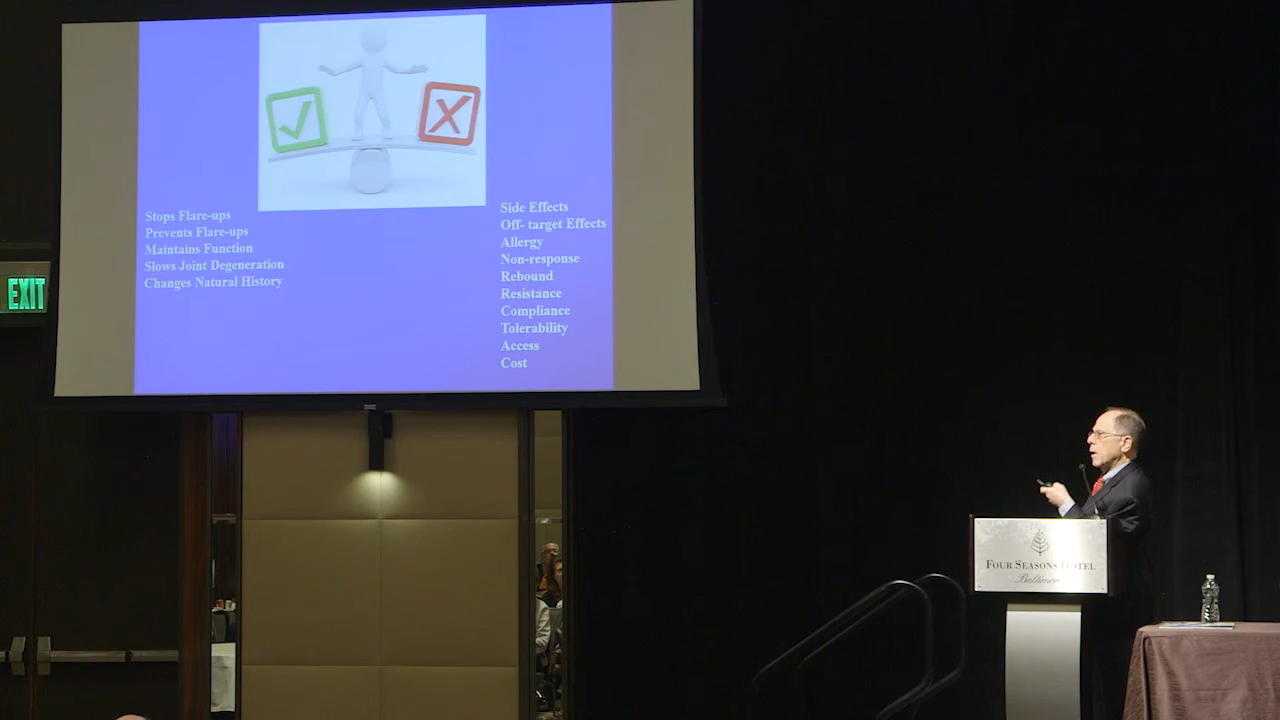 Stops Flare-ups
Prevents Flare-ups
Maintains Function
Slows Joint Degeneration
Changes Natural History
Side Effects
Off- target Effects
Allergy
Non-response
Rebound
Resistance
Compliance
Tolerability
Access
Cost
EXIT
FOUR SEASONS HOTEL
Baltimore